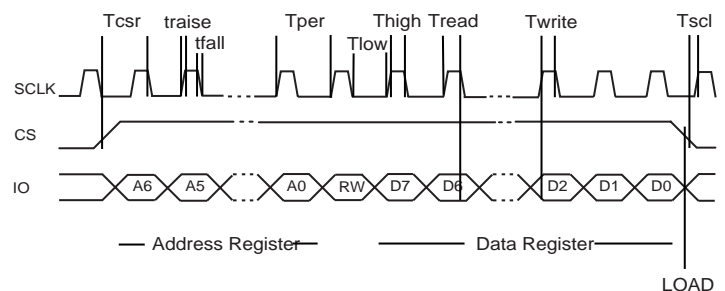 Tcsr traise Tper Thigh Tread Twrite Tscl
tfall Tlow
SCLK
CS
IO A6 A5 A0 RW D7 D6 D2 D1 D0
Address Register Data Register
LOAD